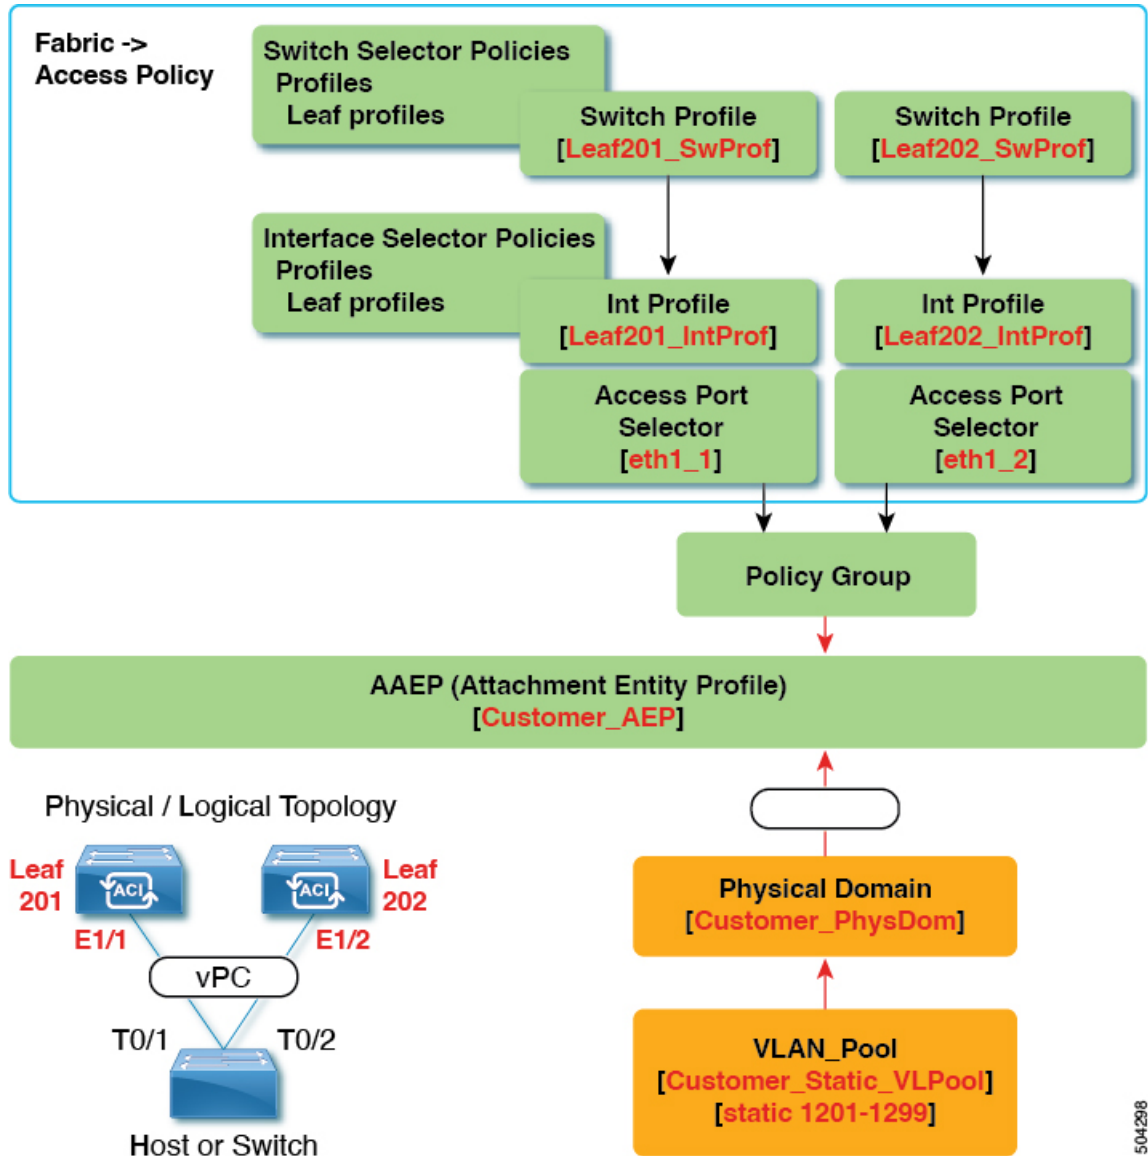 Fabric ->
Access Policy
Switch Selector Policies
Profiles
Leaf profiles
Switch Profile
[Leaf201_SwProf]
Switch Profile
[Leaf202_SwProf]
Interface Selector Policies
Profiles
Leaf profiles
Int Profile
[Leaf201_IntProf]
Int Profile
[Leaf202_IntProf]
Access Port
Selector
[eth1_1]
Access Port
Selector
[eth1_2]
Policy Group
AAEP (Attachment Entity Profile)
[Customer_AEP]
Physical / Logical Topology
Leaf
201
ACI
ACI
Leaf
202
E1/1
E1/2
vPC
T0/1
T0/2
Host or Switch
Physical Domain
[Customer_PhysDom]
VLAN_Pool
[Customer_Static_VLPool]
[static 1201-1299]
504298